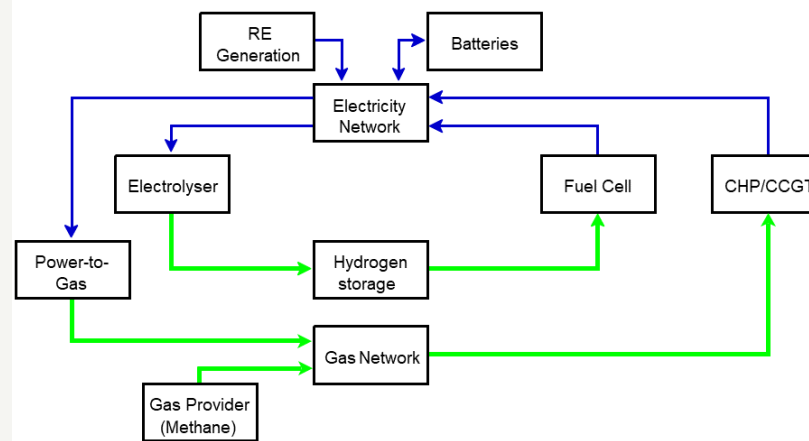 RE
Generation
Batteries
Electricity
Network
Electrolyser
Fuel Cell
CHP/CCGT
Power-to-
Gas
Hydrogen
storage
Gas Network
Gas Provider
(Methane)